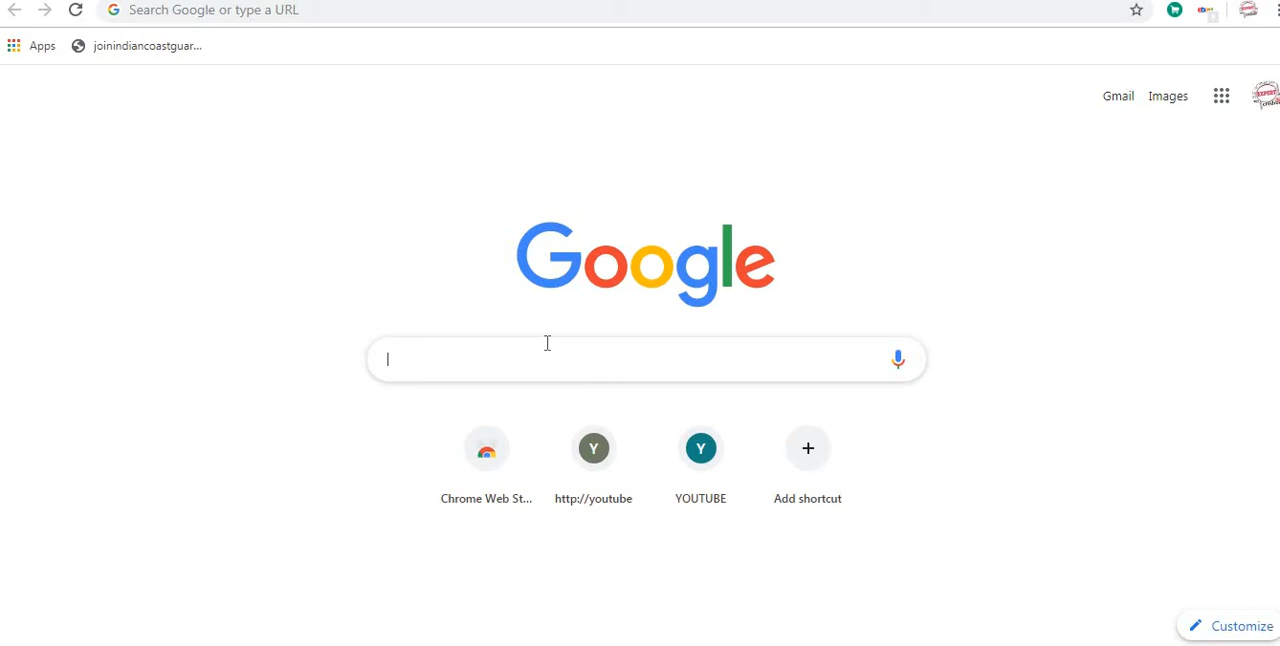 Search Google or type a URL
Apps joinindiancoastguar...
Gmail Images
EXPERT
Google
Y Y
Chrome Web St... http://youtube YOUTUBE Add shortcut
Customize